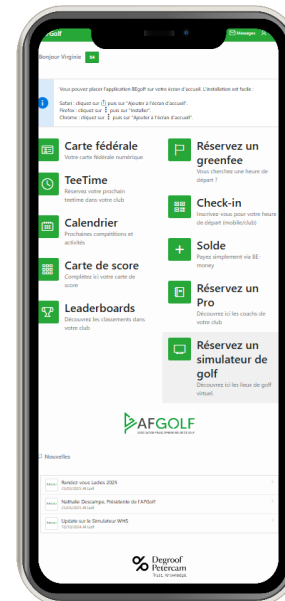 Golf
Messages
Bonjour Virginie
Vous pouvez placer l'application BEgolf sur votre écran d'accueil. L'installation est facile :
Safari : cliquez sur puis sur "Ajouter à l'écran d'accueil".
Firefox : cliquez sur puis sur "Installer".
Chrome : cliquez sur puis sur "Ajouter à l'écran d'accueil".
Carte fédérale
Votre carte fédérale numérique
TeeTime
Réservez votre prochain
teetime dans votre club
Calendrier
Prochaines compétitions et
activités
Carte de score
Complétez ici votre carte de
score
Leaderboards
Découvrez les classements dans
votre club
Réservez un
greenfee
Vous cherchez une heure de
départ ?
Check-in
Inscrivez-vous pour votre heure
de départ (mobile/club)
Solde
Payez simplement via BE-
money
Réservez un
Pro
Découvrez ici les coachs de
votre club
Réservez un
simulateur de
golf
Découvrez ici les lieux de golf
virtuel.
AFGOLF
Nouvelles
Rendez-vous Ladies 2025
Nathalie Descampe, Présidente de l'AFGolf
Update sur le Simulateur WHS
Degroof
Petercam